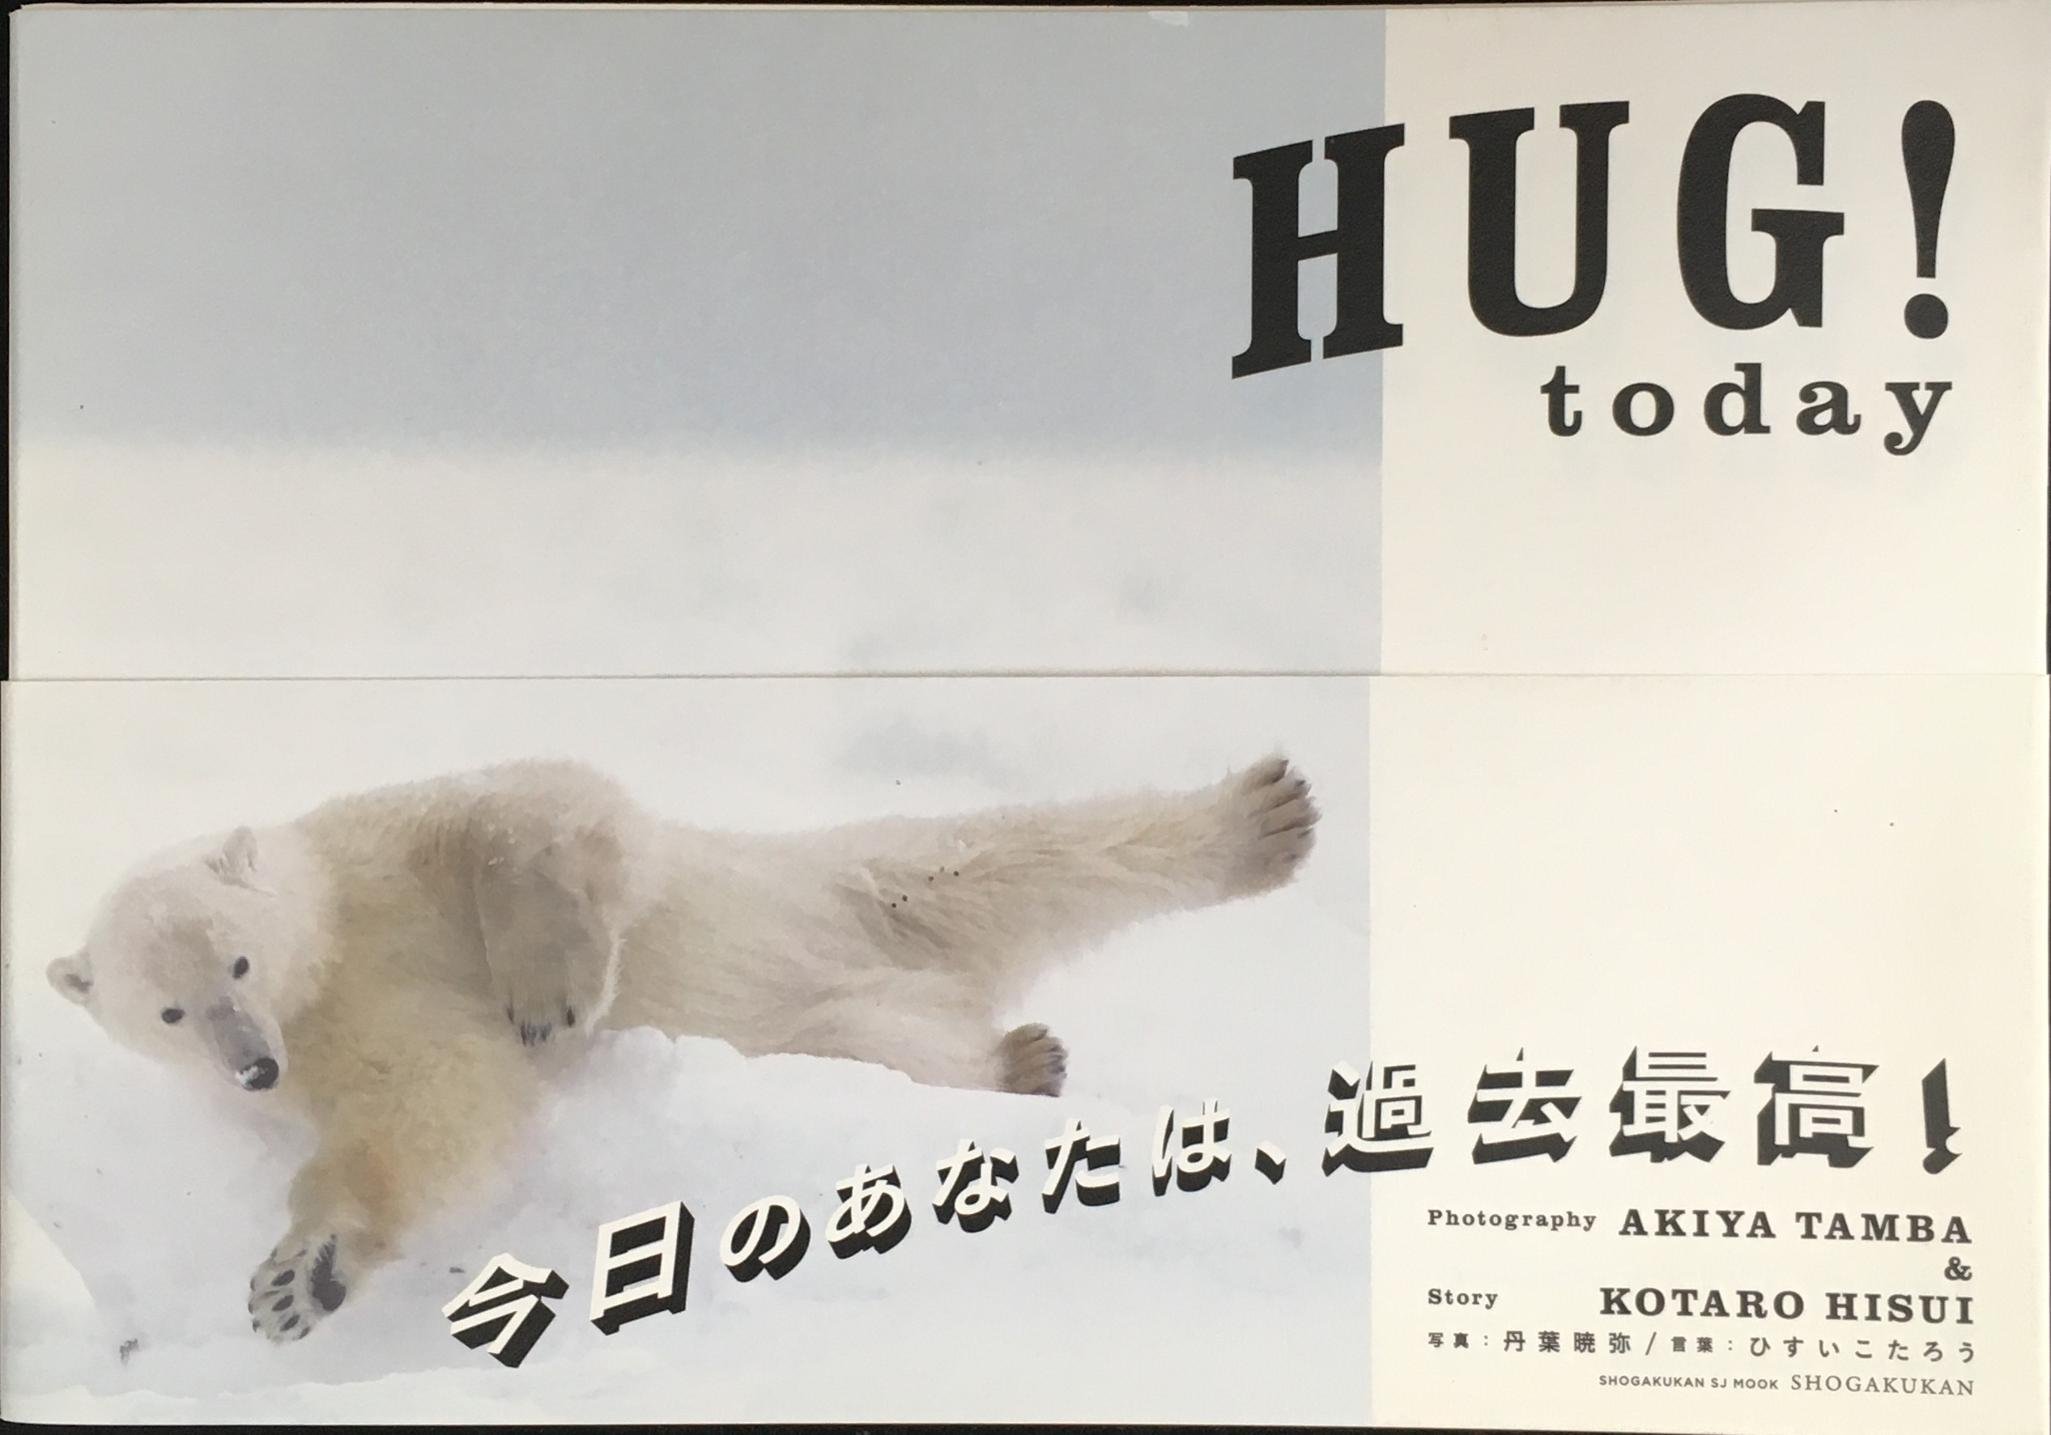 HUG!
today
今日のあなたは、過去最高!
Photography AKIYA TAMBA
&
Story KOTARO HISUI
写真：丹葉暁弥/言葉：ひすいこたろう
SHOGAKUKAN SJ MOOK SHOGAKUKAN